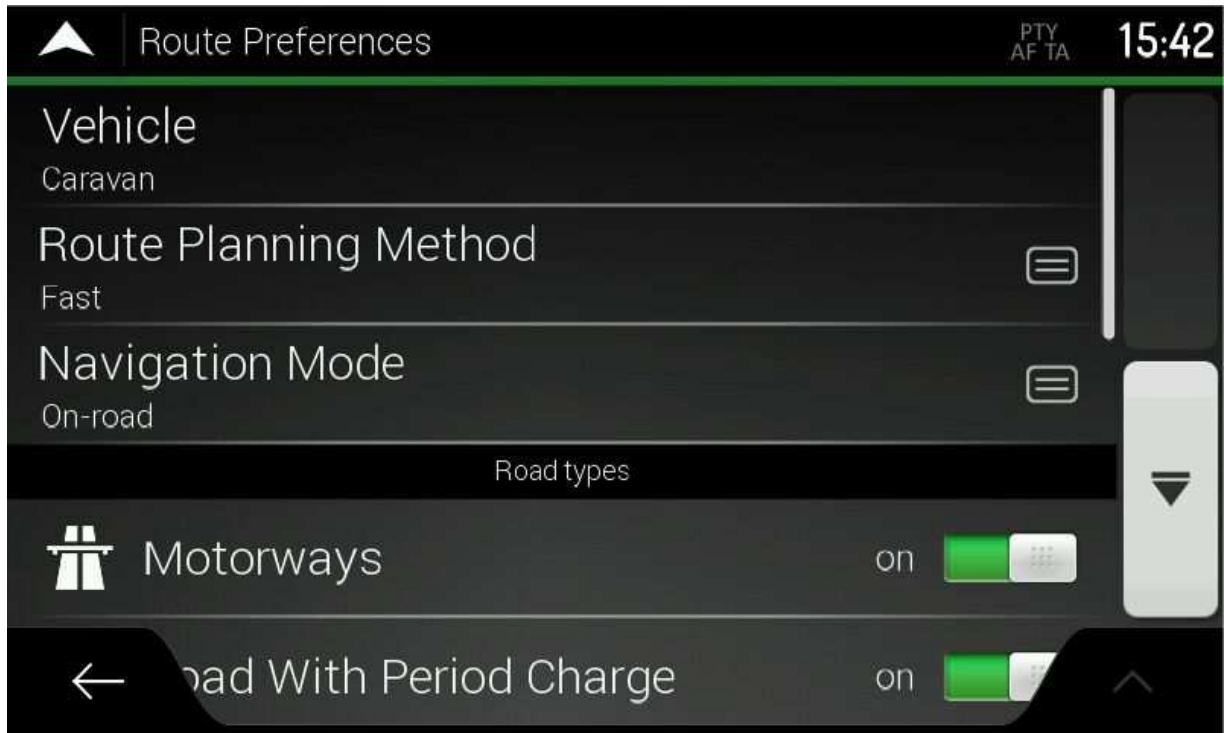 Route Preferences
PTY
AF TA
15:42
Vehicle
Caravan
Route Planning Method
Fast
Navigation Mode
On-road
Road types
Motorways
on
oad With Period Charge
on